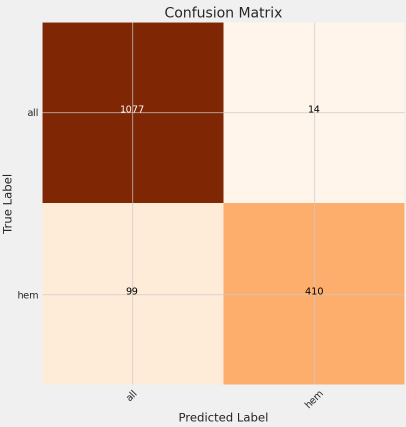 Confusion Matrix
True Label
all
1077
14
hem
99
410
all
hem
Predicted Label